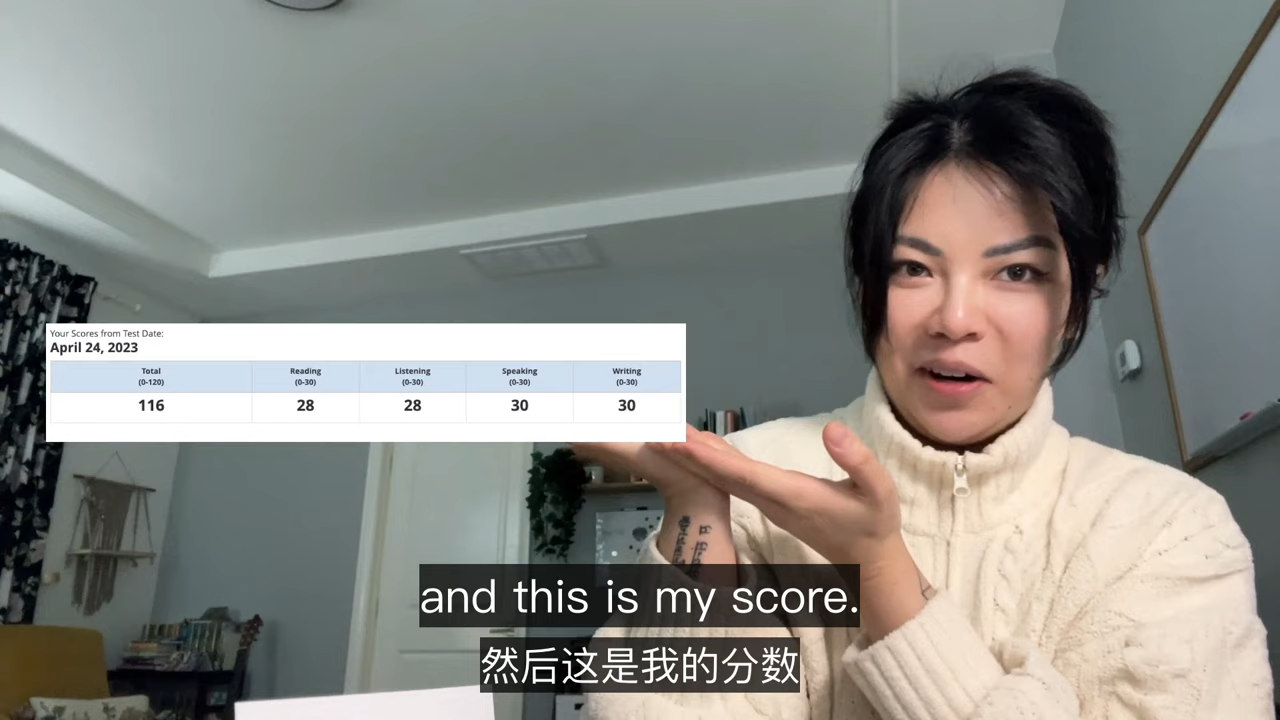 Your Scores from Test Date:
April 24, 2023
Total Reading Listening Speaking Writing
(0-120) (0-30) (0-30) (0-30) (0-30)
116 28 28 30 30
and this is my score.
然后这是我的分数